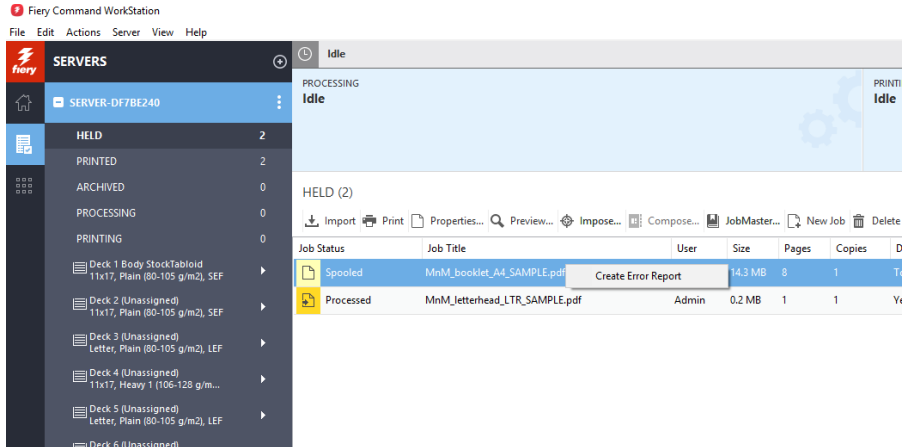 Fiery Command WorkStation
File Edit Actions Server View Help
fiery
SERVERS
Idle
SERVER-DF7BE240
PROCESSING
Idle
PRINTI
Idle
HELD 2
PRINTED 2
ARCHIVED 0
PROCESSING 0
PRINTING 0
Deck 1 Body StockTabloid
11x17, Plain (80-105 g/m2), SEF
Deck 2 (Unassigned)
11x17, Plain (80-105 g/m2), SEF
Deck 3 (Unassigned)
Letter, Plain (80-105 g/m2), LEF
Deck 4 (Unassigned)
11x17, Heavy 1 (106-128 g/m...
Deck 5 (Unassigned)
Letter, Plain (80-105 g/m2), LEF
Deck 6 (Unassigned)
HELD (2)
Import Print Properties... Preview... Impose... Compose... JobMaster... New Job Delete
Job Status Job Title User Size Pages Copies D
Spooled MnM_booklet_A4_SAMPLE.pdf 14.3 MB 8 1 To
Create Error Report
Processed MnM_letterhead_LTR_SAMPLE.pdf Admin 0.2 MB 1 1 Ye